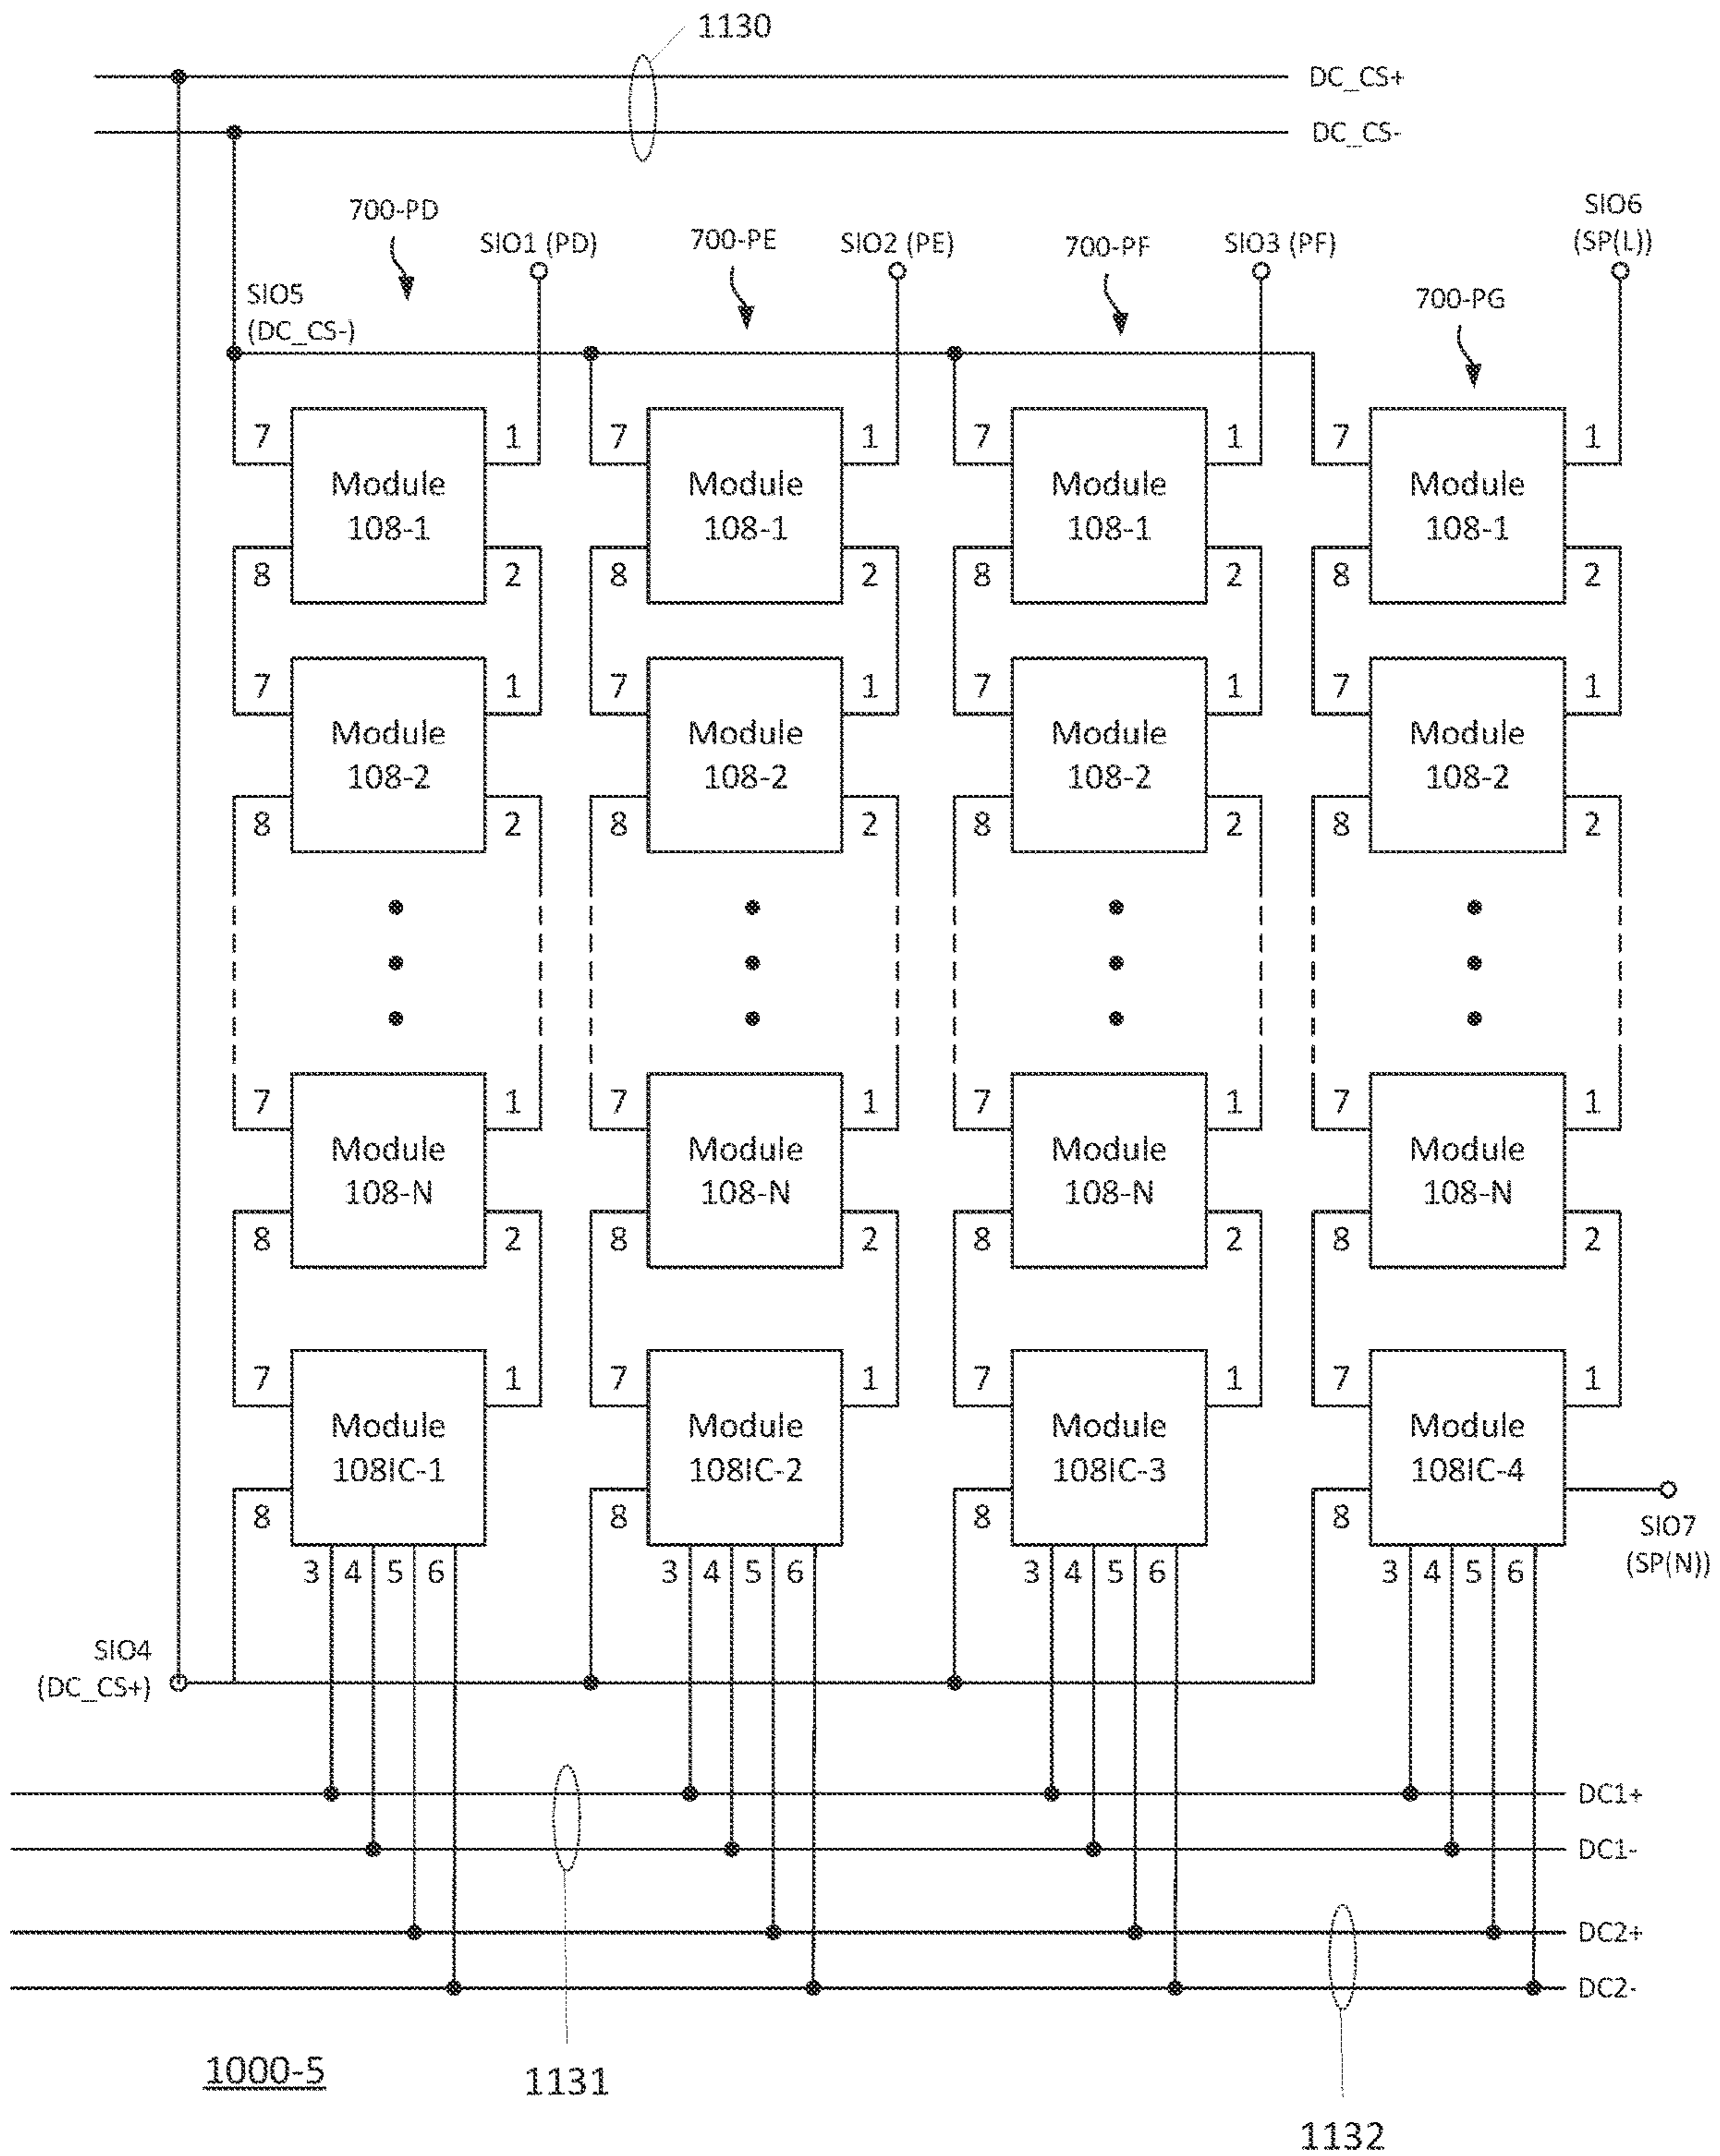 1130
DC_CS+
DC_CS-
SIO6
(SP(L))
700-PD
SIO1 (PD)
700-PE
SIO2 (PE)
700-PF
SIO3 (PF)
700-PG
SIO5
(DC_CS-)
7 1 7 1 7 1 7 1
Module Module Module Module
108-1 108-1 108-1 108-1
8 2 8 2 8 2 8 2
7 1 7 1 7 1 7 1
Module Module Module Module
108-2 108-2 108-2 108-2
8 2 8 2 8 2 8 2
7 1 7 1 7 1 7 1
Module Module Module Module
108-N 108-N 108-N 108-N
8 2 8 2 8 2 8 2
7 1 7 1 7 1 7 1
Module Module Module Module
108IC-1 108IC-2 108IC-3 108IC-4
8 8 8 8
SIO7
(SP(N))
3 4 5 6 3 4 5 6 3 4 5 6 3 4 5 6
SIO4
(DC_CS+)
DC1+
DC1-
DC2+
DC2-
1000-5
1131
1132